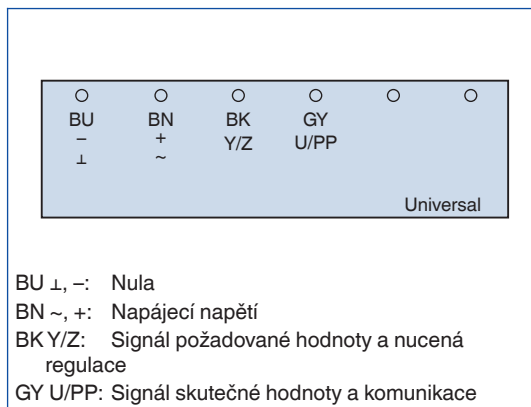 BU BN BK GY
– + Y/Z U/PP
⊥ ~
Universal
BU ⊥, –: Nula
BN ~, +: Napájecí napětí
BK Y/Z: Signál požadované hodnoty a nucená
regulace
GY U/PP: Signál skutečné hodnoty a komunikace